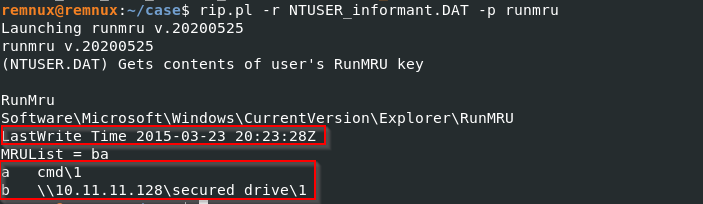 remnux@remnux:~/case$ rip.pl -r NTUSER_informant.DAT -p runmru
Launching runmru v.20200525
runmru v.20200525
(NTUSER.DAT) Gets contents of user's RunMRU key
RunMru
Software\Microsoft\Windows\CurrentVersion\Explorer\RunMRU
LastWrite Time 2015-03-23 20:23:28Z
MRUList = ba
a   cmd\1
b   \\10.11.11.128\secured_drive\1